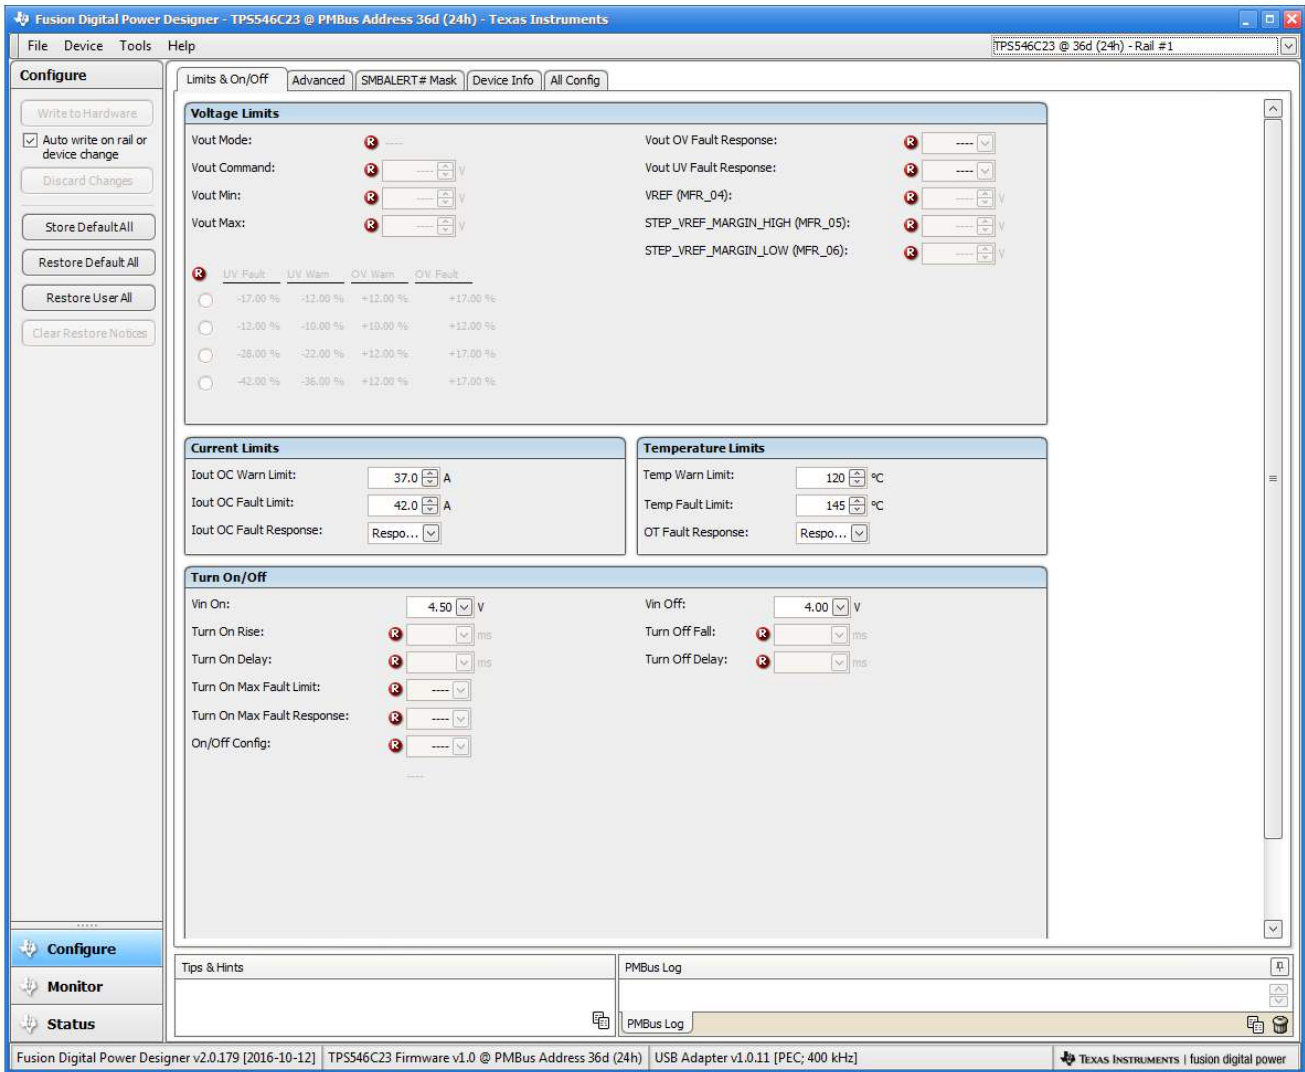 Fusion Digital Power Designer - TPS546C23 @ PMBus Address 36d (24h) - Texas Instruments
File Device Tools Help
TPS546C23 @ 36d (24h) - Rail #1
Configure
Write to Hardware
Auto write on rail or
device change
Discard Changes
Store Default All
Restore Default All
Restore User All
Clear Restore Notices
Limits & On/Off Advanced SMBALERT# Mask Device Info All Config
Voltage Limits
Vout Mode: R ----
Vout Command: R ---- V
Vout Min: R ---- V
Vout Max: R ---- V
Vout OV Fault Response: R ----
Vout UV Fault Response: R ----
VREF (MFR_04): R ---- V
STEP_VREF_MARGIN_HIGH (MFR_05): R ---- V
STEP_VREF_MARGIN_LOW (MFR_06): R ---- V
R UV Fault UV Warn OV Warn OV Fault
-17.00 % -12.00 % +12.00 % +17.00 %
-12.00 % -10.00 % +10.00 % +12.00 %
-28.00 % -22.00 % +12.00 % +17.00 %
-42.00 % -36.00 % +12.00 % +17.00 %
Current Limits
Iout OC Warn Limit: 37.0 A
Iout OC Fault Limit: 42.0 A
Iout OC Fault Response: Respo...
Temperature Limits
Temp Warn Limit: 120 ºC
Temp Fault Limit: 145 ºC
OT Fault Response: Respo...
Turn On/Off
Vin On: 4.50 V
Turn On Rise: R ms
Turn On Delay: R ms
Turn On Max Fault Limit: R ----
Turn On Max Fault Response: R ----
On/Off Config: R ----
----
Vin Off: 4.00 V
Turn Off Fall: R ms
Turn Off Delay: R ms
Configure
Monitor
Status
Tips & Hints
PMBus Log
PMBus Log
Fusion Digital Power Designer v2.0.179 [2016-10-12] TPS546C23 Firmware v1.0 @ PMBus Address 36d (24h) USB Adapter v1.0.11 [PEC; 400 kHz] TEXAS INSTRUMENTS | fusion digital power